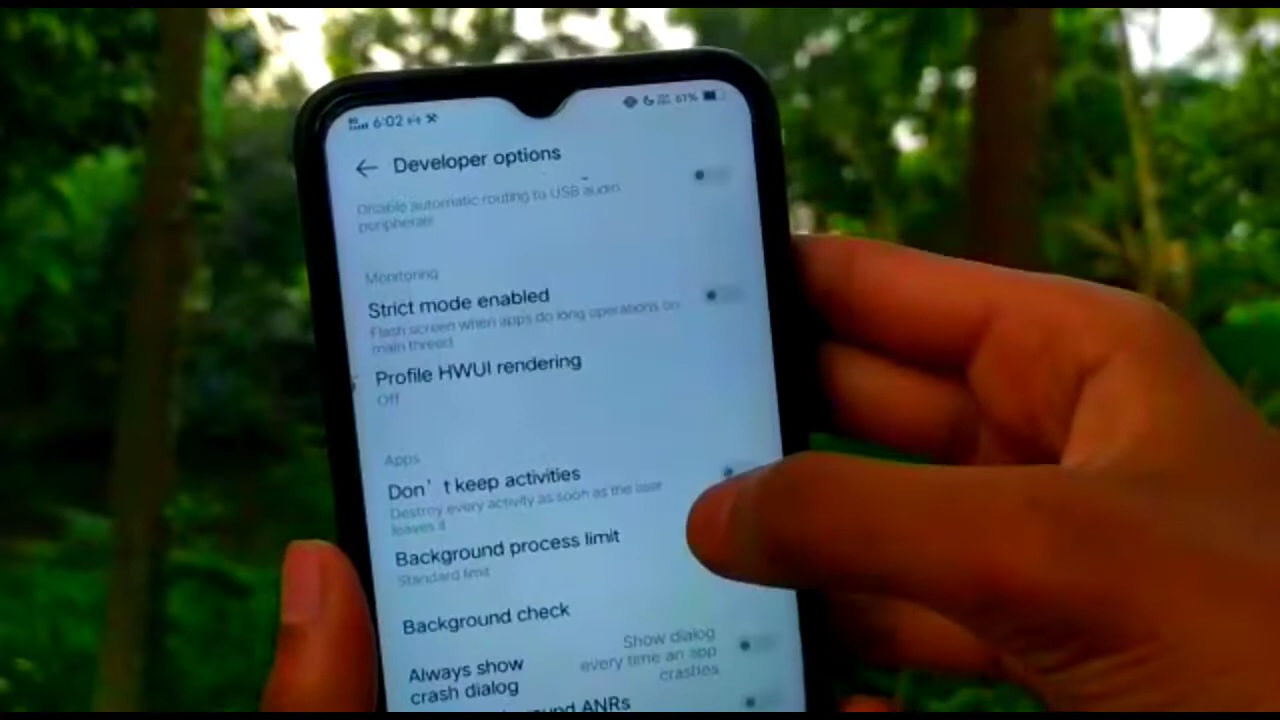 6:02
67%
Developer options
Disable automatic routing to USB audio
peripherals
Monitoring
Strict mode enabled
Flash screen when apps do long operations on
main thread
Profile HWUI rendering
Off
Apps
Don't keep activities
Destroy every activity as soon as the user
leaves it
Background process limit
Standard limit
Background check
Always show
crash dialog
Show dialog
every time an app
crashes
ANRs